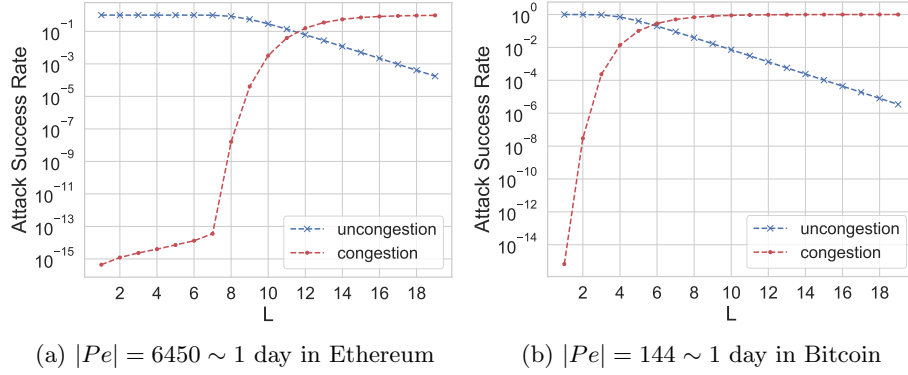 Attack Success Rate
10^-1
10^-3
10^-5
10^-7
10^-9
10^-11
10^-13
10^-15
uncongestion
congestion
2 4 6 8 10 12 14 16 18
L
Attack Success Rate
10^0
10^-2
10^-4
10^-6
10^-8
10^-10
10^-12
10^-14
uncongestion
congestion
2 4 6 8 10 12 14 16 18
L
(a) |Pe| = 6450 ∼ 1 day in Ethereum
(b) |Pe| = 144 ∼ 1 day in Bitcoin